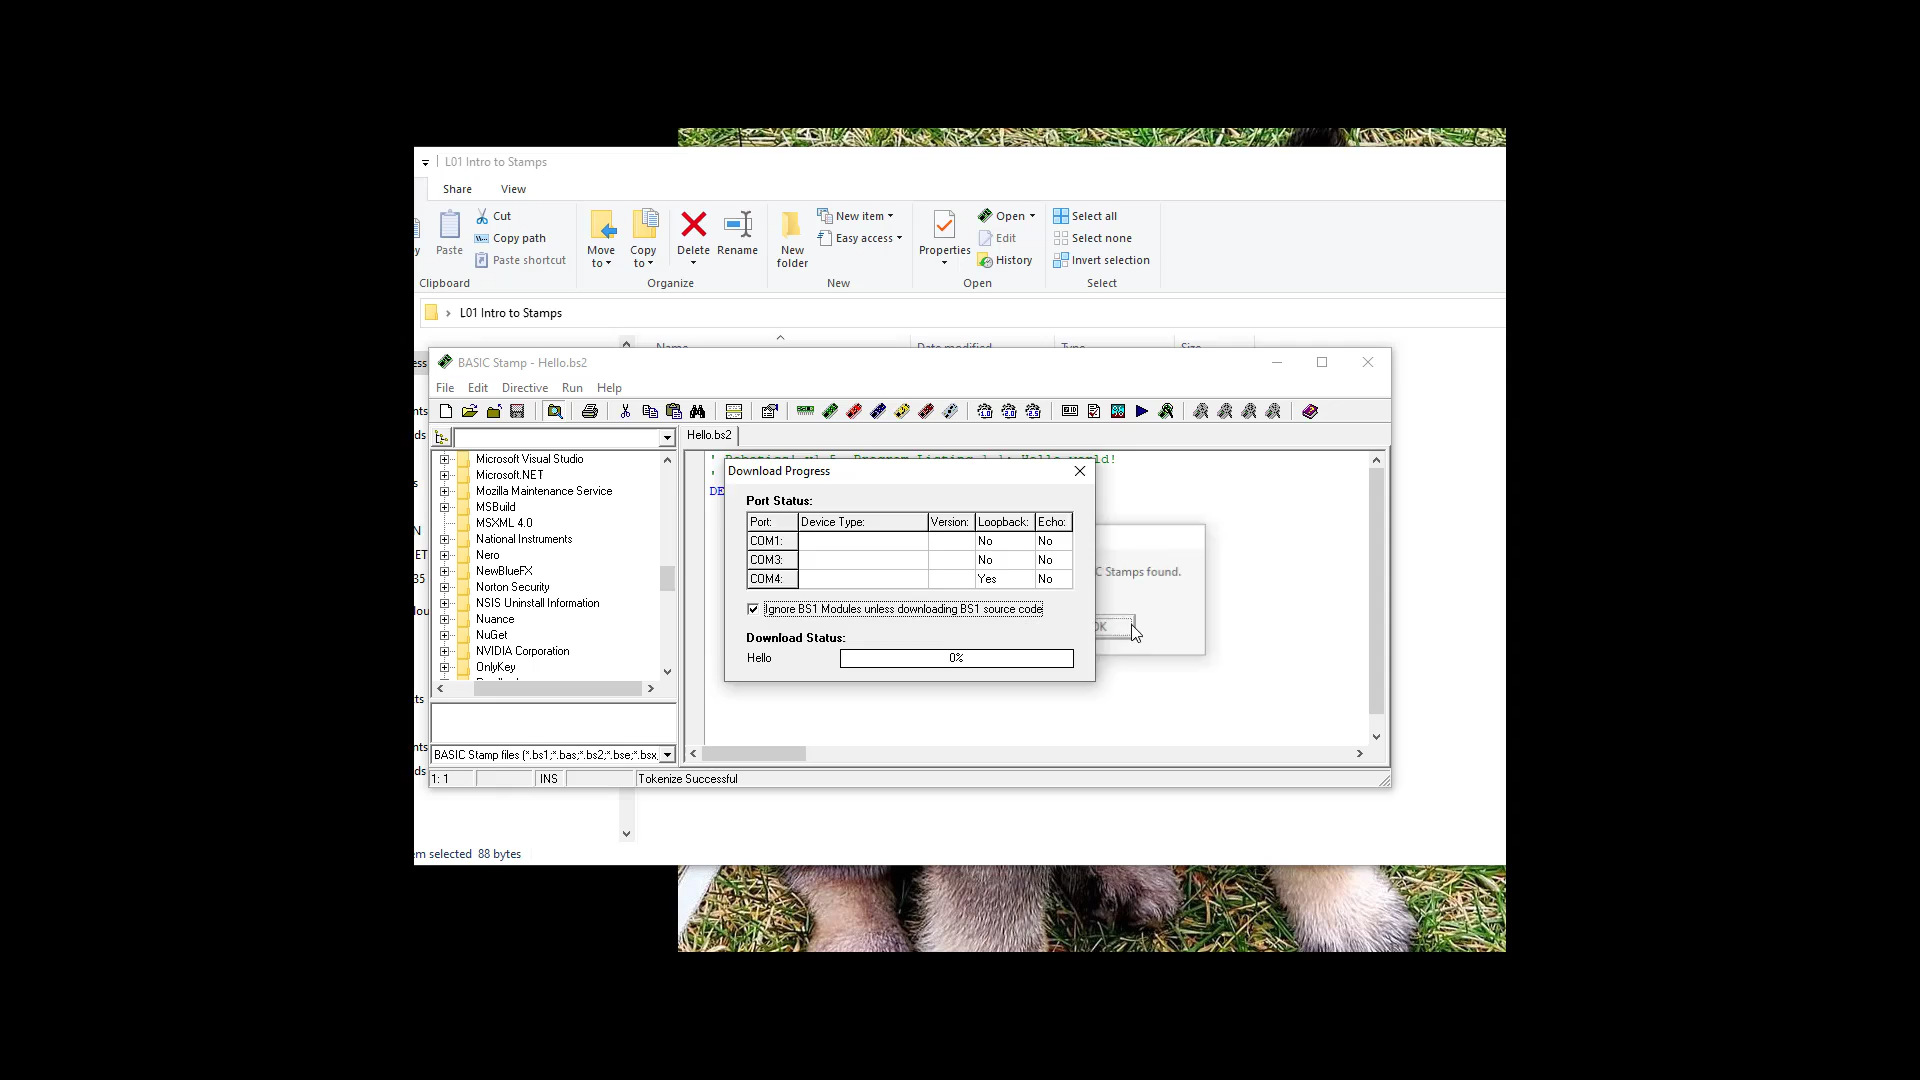 L01 Intro to Stamps
Share View
Cut
Copy path
Paste shortcut
Paste
Clipboard
Move to
Copy to
Delete
Rename
Organize
New folder
New item
Easy access
New
Properties
Open
Edit
History
Open
Select all
Select none
Invert selection
Select
L01 Intro to Stamps
BASIC Stamp - Hello.bs2
File Edit Directive Run Help
Hello.bs2
Microsoft Visual Studio
Microsoft.NET
Mozilla Maintenance Service
MSBuild
MSXML 4.0
National Instruments
Nero
NewBlueFX
Norton Security
NSIS Uninstall Information
Nuance
NuGet
NVIDIA Corporation
OnlyKey
BASIC Stamp files (*.bs1;*.bas;*.bs2;*.bse;*.bsx
DE
Download Progress
Port Status:
Port: Device Type: Version: Loopback: Echo:
COM1: No No
COM3: No No
COM4: Yes No
Ignore BS1 Modules unless downloading BS1 source code
Download Status:
Hello 0%
C Stamps found.
OK
1: 1 INS Tokenize Successful
em selected 88 bytes